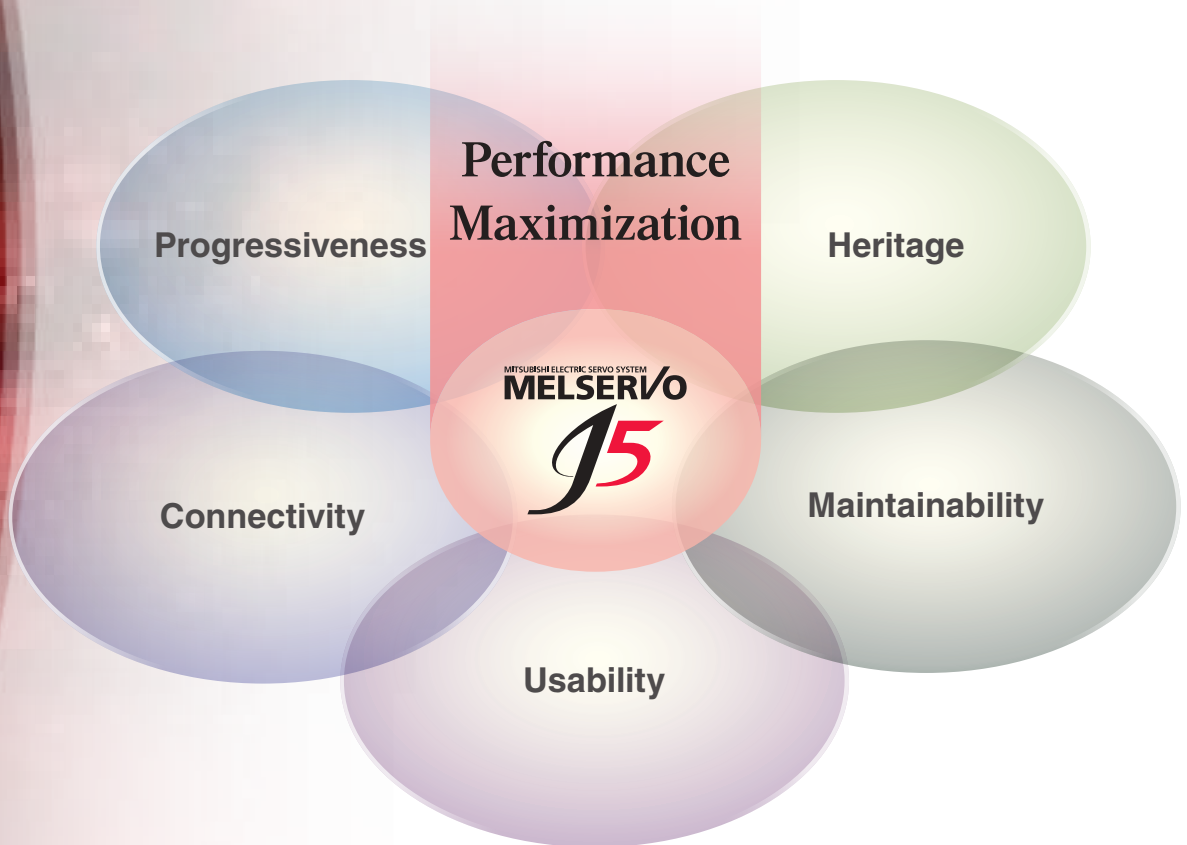 Performance
Maximization
Progressiveness
Heritage
MITSUBISHI ELECTRIC SERVO SYSTEM
MELSERVO
J5
Connectivity
Maintainability
Usability